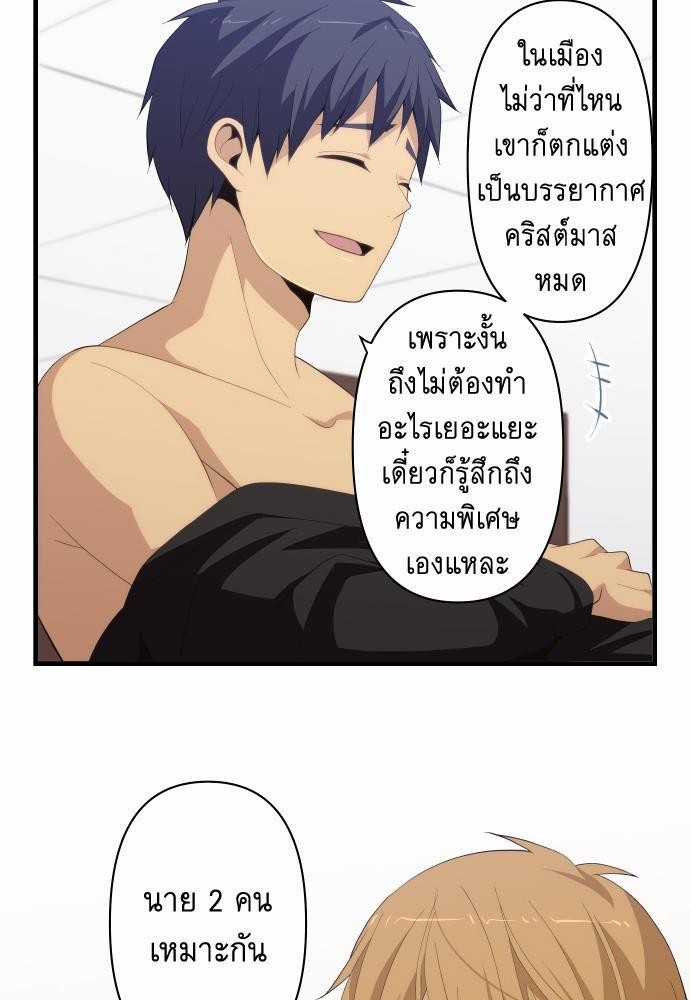 ในเมือง
ไม่ว่าที่ไหน
เขาก็ตกแต่ง
เป็นบรรยากาศ
คริสต์มาส
หมด
เพราะงั้น
ถึงไม่ต้องทำ
อะไรเยอะแยะ
เดี๋ยวก็รู้สึกถึง
ความพิเศษ
เองแหละ
นาย 2 คน
เหมาะกัน